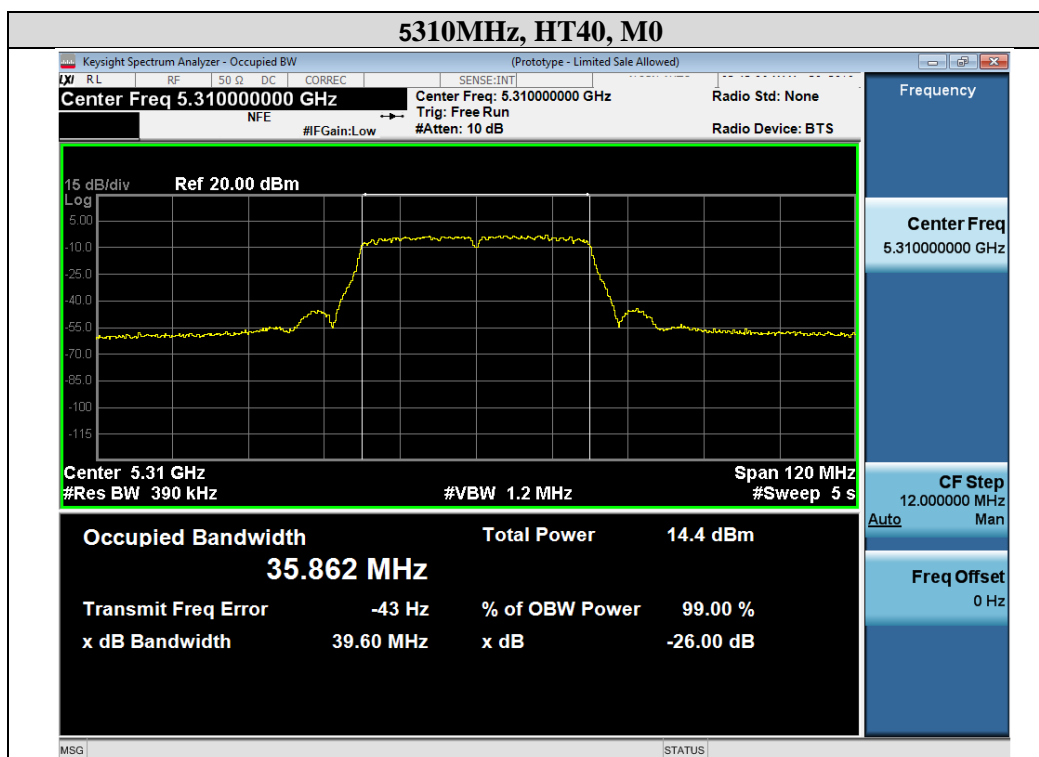 5310MHz, HT40, M0
Keysight Spectrum Analyzer - Occupied BW (Prototype - Limited Sale Allowed)
LXI RL RF 50 Ω DC CORREC SENSE:INT
Center Freq 5.310000000 GHz Center Freq: 5.310000000 GHz Radio Std: None
NFE Trig: Free Run
#IFGain:Low #Atten: 10 dB Radio Device: BTS
Frequency
15 dB/div Ref 20.00 dBm
Log
5.00
-10.0
-25.0
-40.0
-55.0
-70.0
-85.0
-100
-115
Center 5.31 GHz Span 120 MHz
#Res BW 390 kHz #VBW 1.2 MHz #Sweep 5 s
Center Freq
5.310000000 GHz
CF Step
12.000000 MHz
Auto Man
Freq Offset
0 Hz
Occupied Bandwidth Total Power 14.4 dBm
35.862 MHz
Transmit Freq Error -43 Hz % of OBW Power 99.00 %
x dB Bandwidth 39.60 MHz x dB -26.00 dB
MSG STATUS